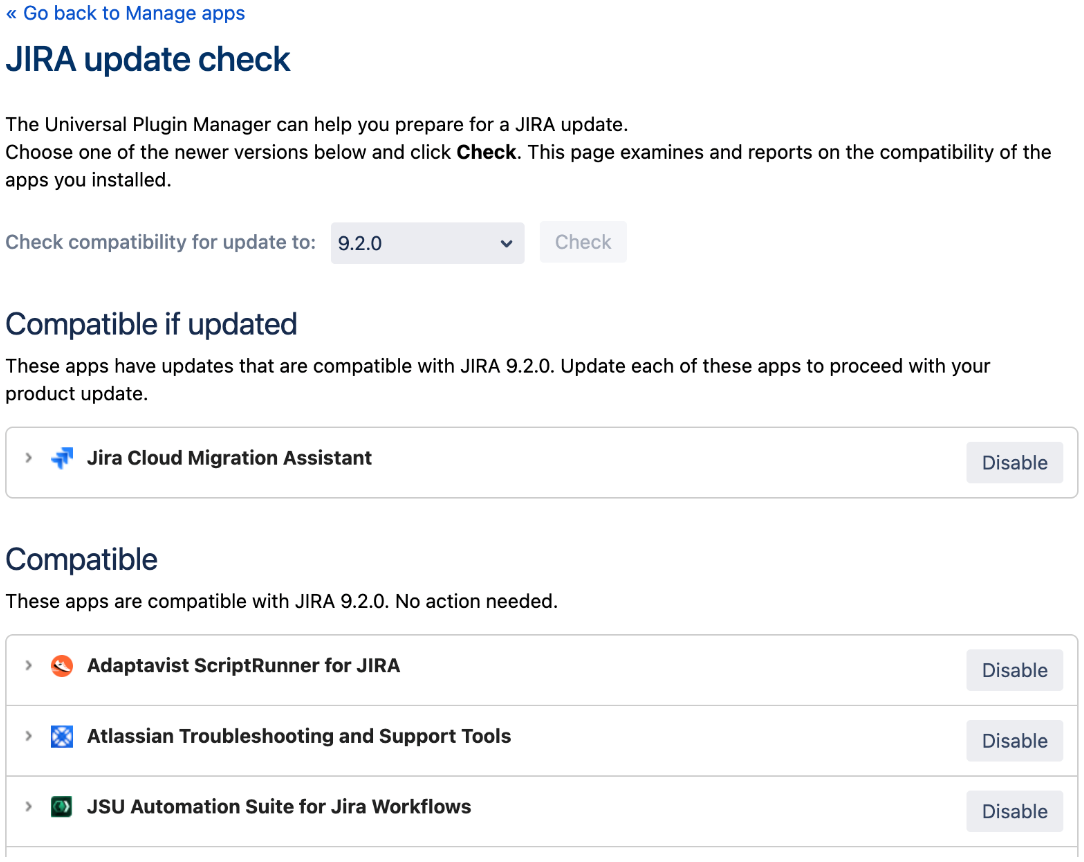 « Go back to Manage apps
JIRA update check
The Universal Plugin Manager can help you prepare for a JIRA update.
Choose one of the newer versions below and click Check. This page examines and reports on the compatibility of the
apps you installed.
Check compatibility for update to: 9.2.0 Check
Compatible if updated
These apps have updates that are compatible with JIRA 9.2.0. Update each of these apps to proceed with your
product update.
Jira Cloud Migration Assistant Disable
Compatible
These apps are compatible with JIRA 9.2.0. No action needed.
Adaptavist ScriptRunner for JIRA Disable
Atlassian Troubleshooting and Support Tools Disable
JSU Automation Suite for Jira Workflows Disable